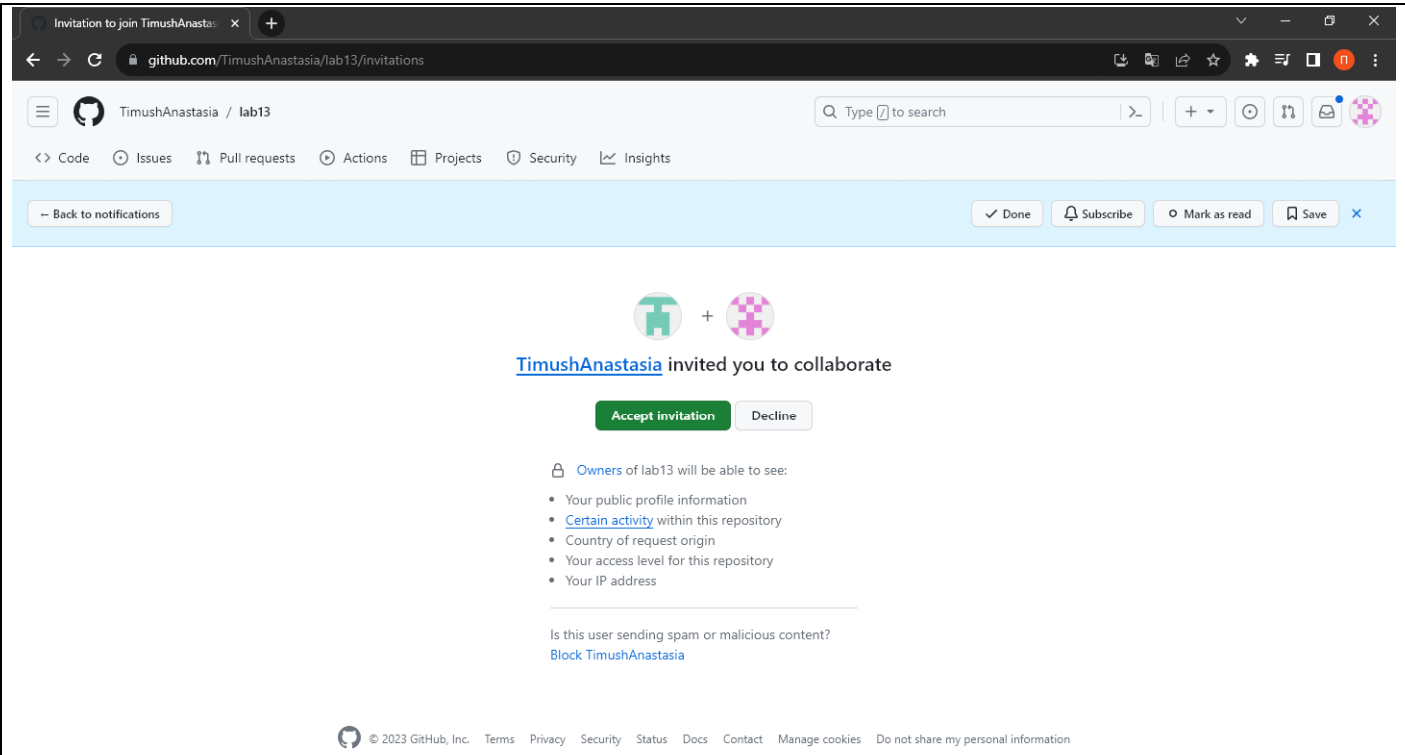 Invitation to join TimushAnastas
github.com/TimushAnastasia/lab13/invitations
П
TimushAnastasia / lab13
Type / to search
Code Issues Pull requests Actions Projects Security Insights
← Back to notifications
Done Subscribe Mark as read Save
TimushAnastasia invited you to collaborate
Accept invitation Decline
Owners of lab13 will be able to see:
• Your public profile information
• Certain activity within this repository
• Country of request origin
• Your access level for this repository
• Your IP address
Is this user sending spam or malicious content?
Block TimushAnastasia
© 2023 GitHub, Inc. Terms Privacy Security Status Docs Contact Manage cookies Do not share my personal information